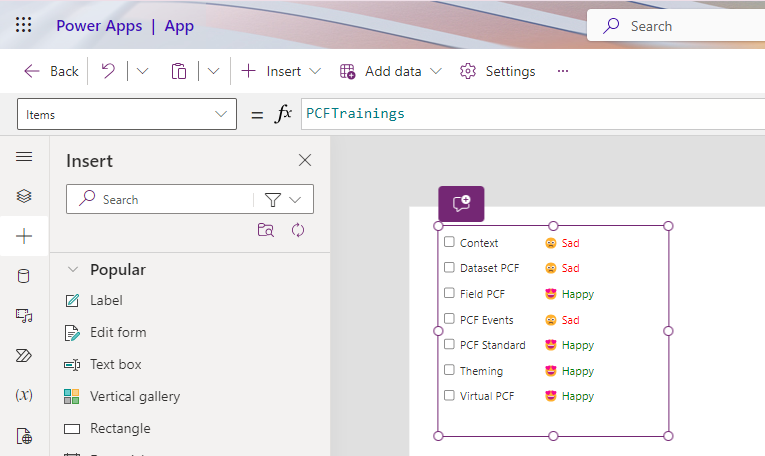 Power Apps | App
Search
Back
Insert
Add data
Settings
...
Items
= fx PCFTrainings
Insert
Search
Popular
Label
Edit form
Text box
Vertical gallery
Rectangle
(x)
Context Sad
Dataset PCF Sad
Field PCF Happy
PCF Events Sad
PCF Standard Happy
Theming Happy
Virtual PCF Happy